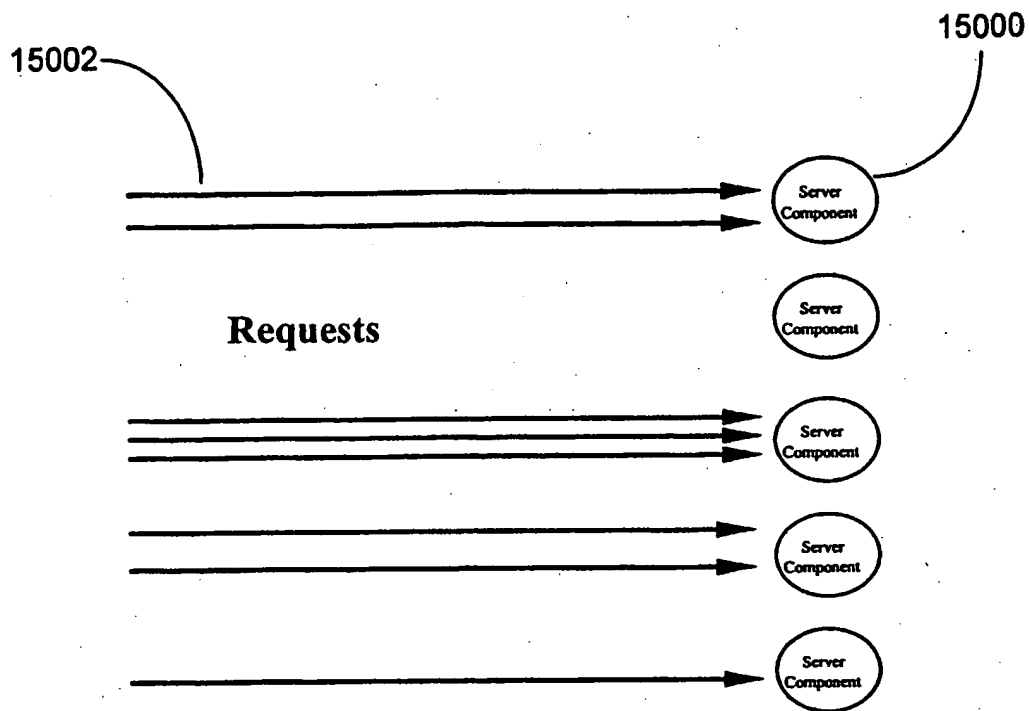 15000
15002
Server
Component
Server
Component
Requests
Server
Component
Server
Component
Server
Component